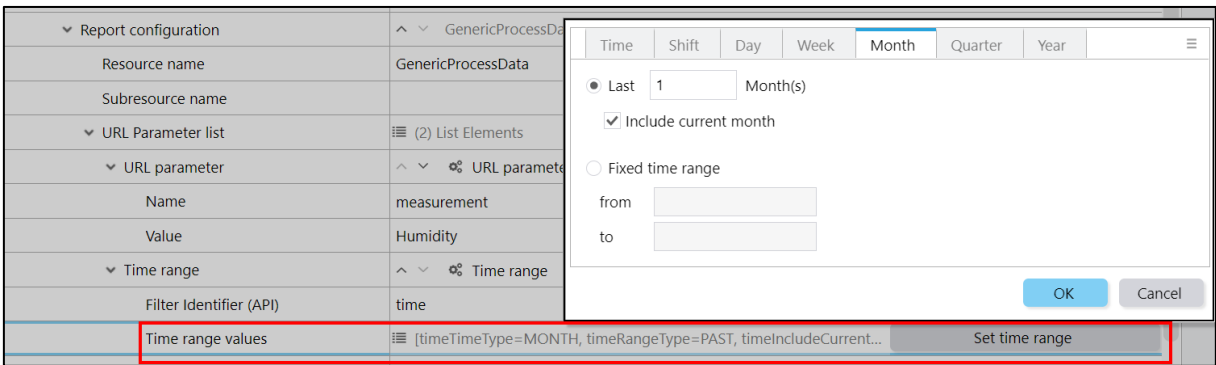 Report configuration
GenericProcessDa
Resource name
GenericProcessData
Subresource name
URL Parameter list
(2) List Elements
URL parameter
URL paramete
Name
measurement
Value
Humidity
Time range
Time range
Filter Identifier (API)
time
Time range values
[timeTimeType=MONTH, timeRangeType=PAST, timeIncludeCurrent...
Set time range
Time Shift Day Week Month Quarter Year
Last 1 Month(s)
Include current month
Fixed time range
from
to
OK Cancel